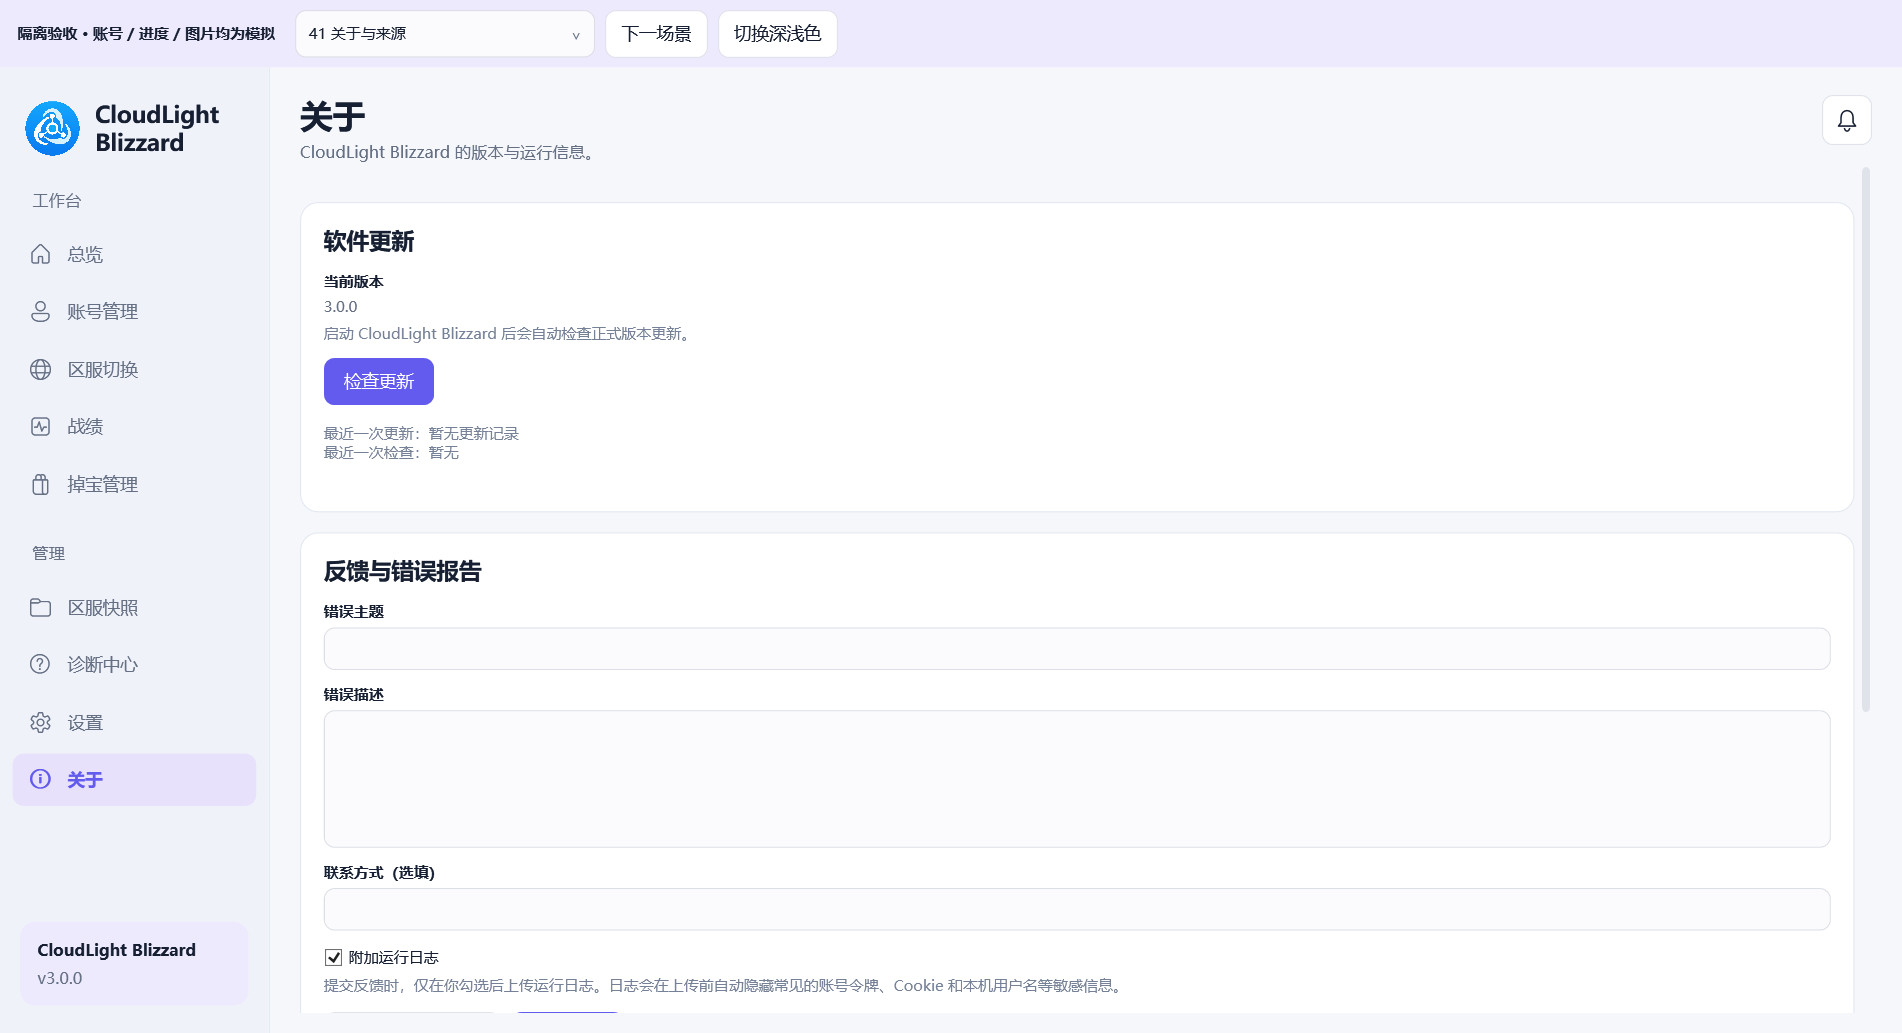 隔离验收 • 账号 / 进度 / 图片均为模拟
41 关于与来源
下一场景
切换深浅色
CloudLight
Blizzard
工作台
总览
账号管理
区服切换
战绩
掉宝管理
管理
区服快照
诊断中心
设置
关于
CloudLight Blizzard
v3.0.0
关于
CloudLight Blizzard 的版本与运行信息。
软件更新
当前版本
3.0.0
启动 CloudLight Blizzard 后会自动检查正式版本更新。
检查更新
最近一次更新：暂无更新记录
最近一次检查：暂无
反馈与错误报告
错误主题
错误描述
联系方式（选填）
附加运行日志
提交反馈时，仅在你勾选后上传运行日志。日志会在上传前自动隐藏常见的账号令牌、Cookie 和本机用户名等敏感信息。